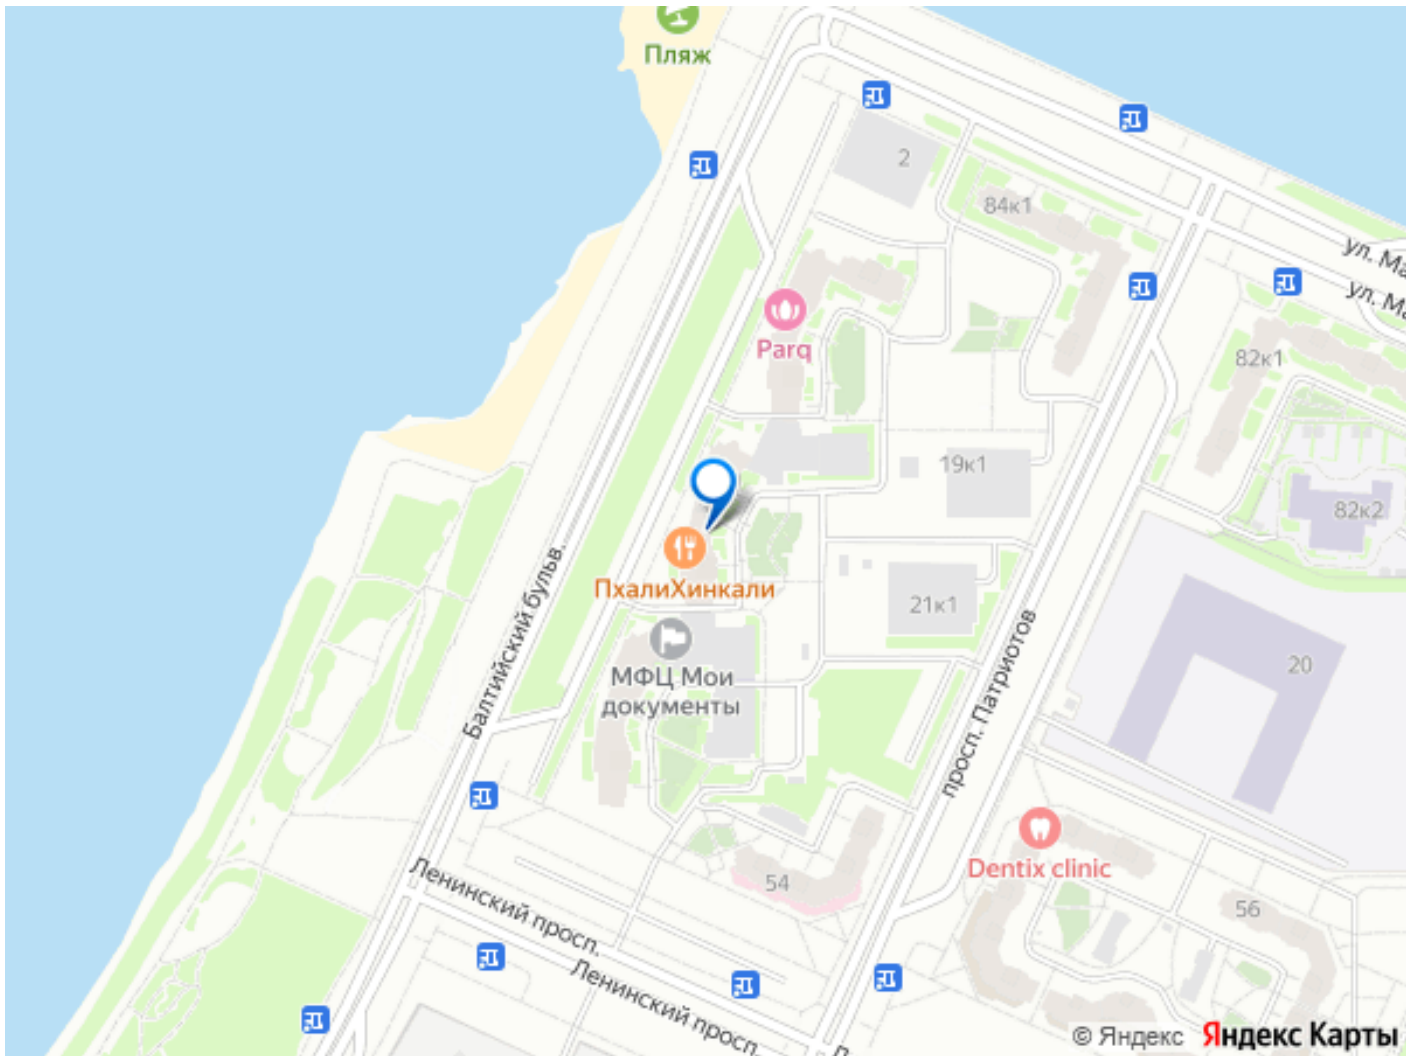 Пляж
2
84к1
ул. Ма
ул. Ма
Parq
82к1
19к1
82к2
ПхалиХинкали
21к1
Балтийский бульв.
МФЦ Мои
документы
просп. Патриотов
20
Dentix clinic
54
56
Ленинский просп.
Ленинский просп.
© Яндекс Яндекс Карты